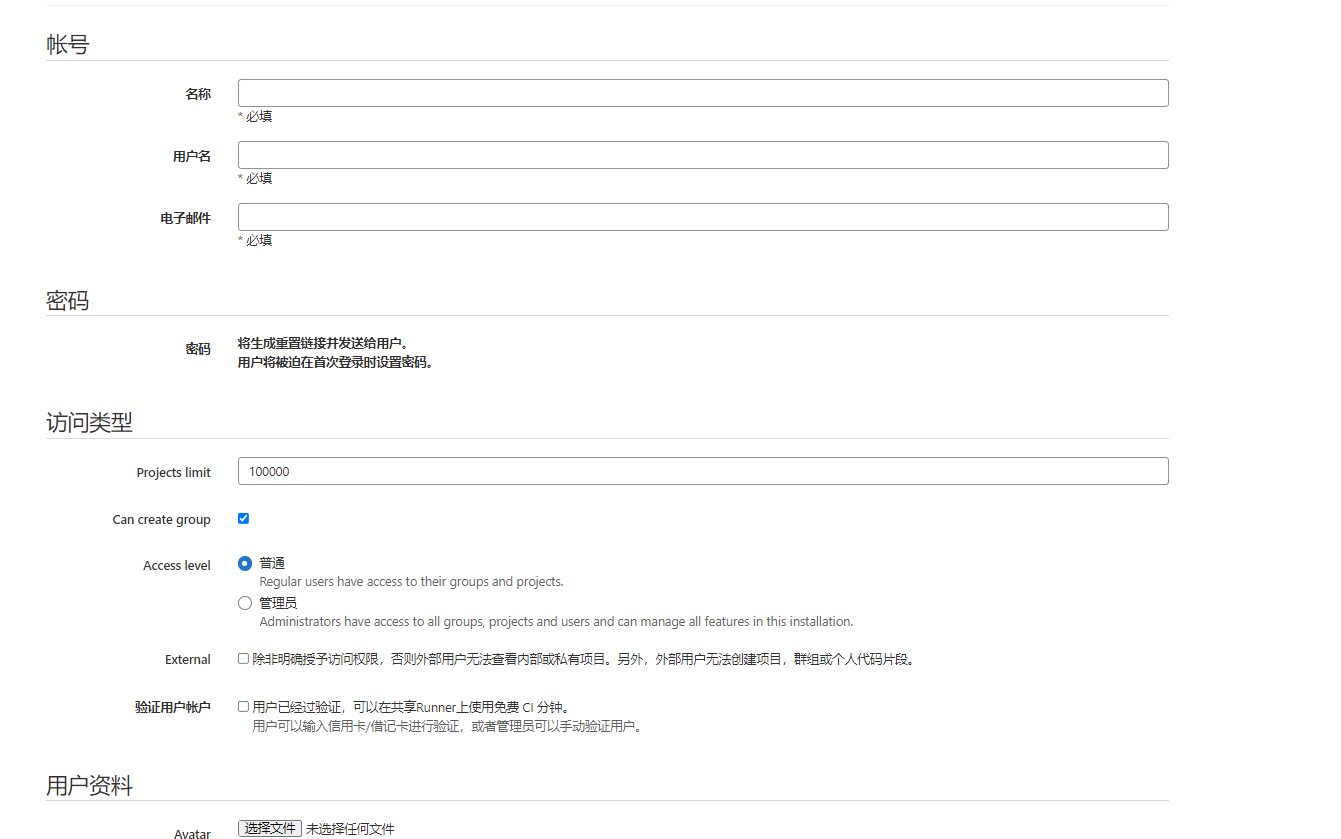 帐号
名称
* 必填
用户名
* 必填
电子邮件
* 必填
密码
密码
将生成重置链接并发送给用户。
用户将被迫在首次登录时设置密码。
访问类型
Projects limit
100000
Can create group
Access level
普通
Regular users have access to their groups and projects.
管理员
Administrators have access to all groups, projects and users and can manage all features in this installation.
External
除非明确授予访问权限，否则外部用户无法查看内部或私有项目。另外，外部用户无法创建项目，群组或个人代码片段。
验证用户帐户
用户已经过验证，可以在共享Runner上使用免费 CI 分钟。
用户可以输入信用卡/借记卡进行验证，或者管理员可以手动验证用户。
用户资料
Avatar
选择文件 未选择任何文件